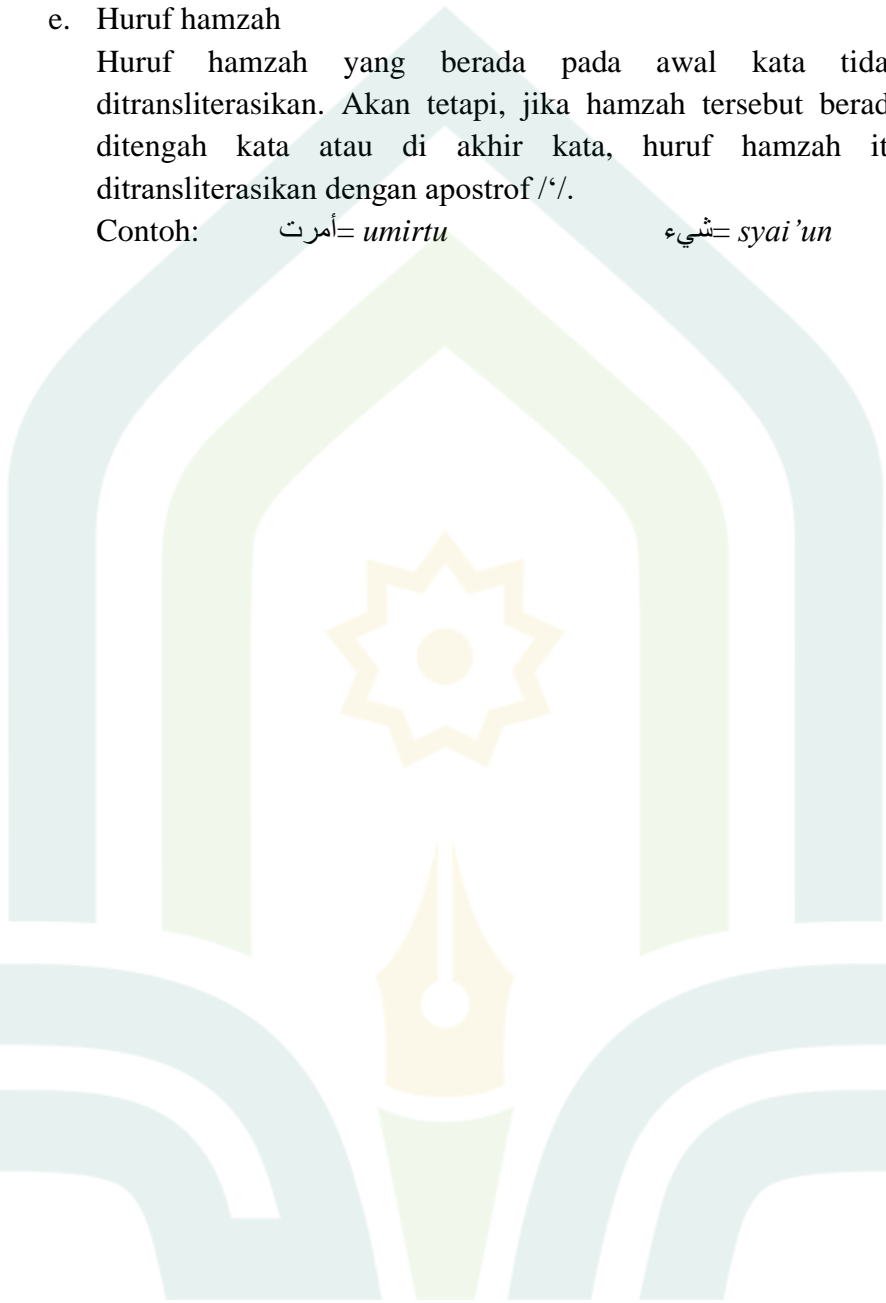 e. Huruf hamzah
Huruf hamzah yang berada pada awal kata tida
ditransliterasikan. Akan tetapi, jika hamzah tersebut berad
ditengah kata atau di akhir kata, huruf hamzah it
ditransliterasikan dengan apostrof /‘/.
Contoh: أمرت= umirtu شيء= syai’un